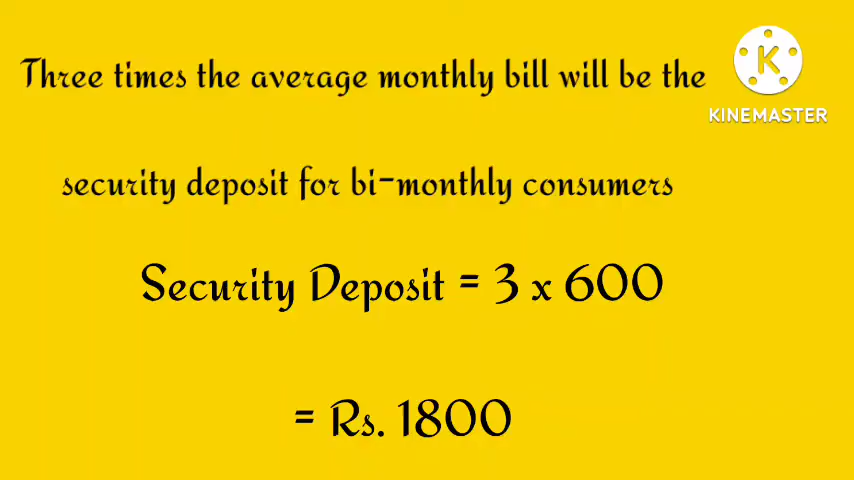 Three times the average monthly bill will be the
K
KINEMASTER
security deposit for bi-monthly consumers
Security Deposit = 3 x 600
= Rs. 1800